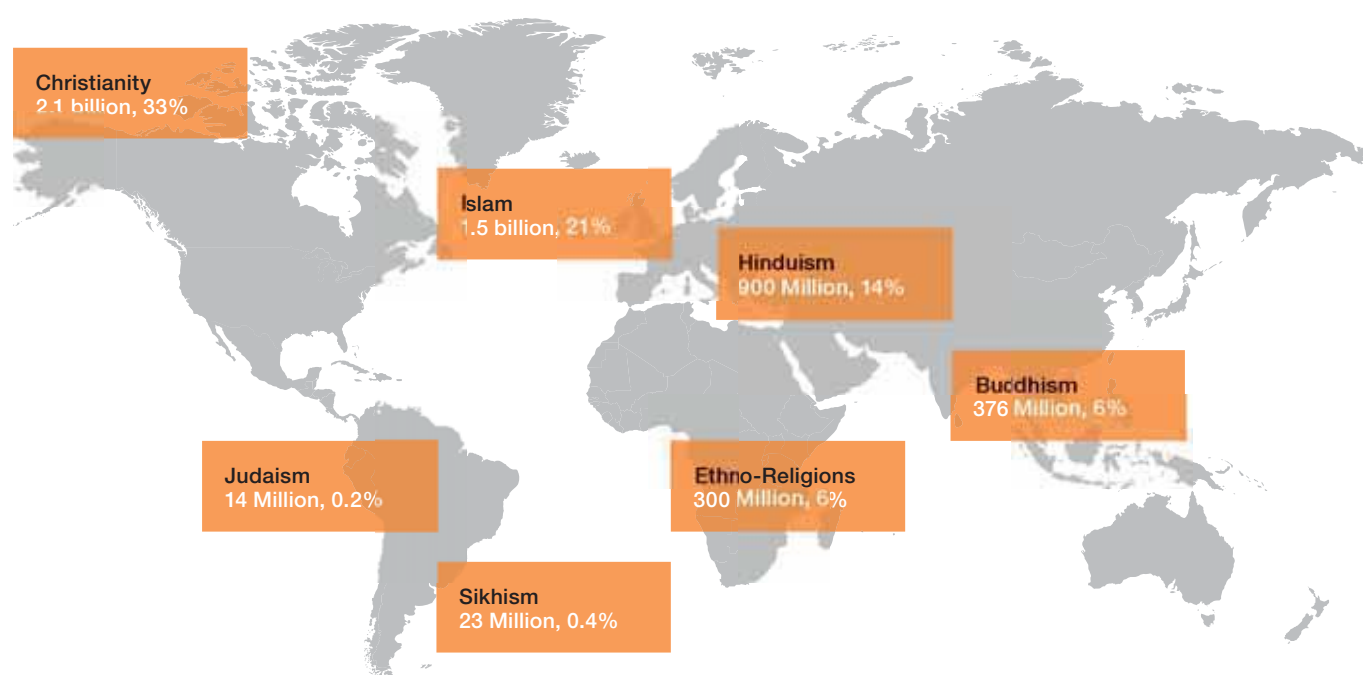 Christianity
2.1 billion, 33%
Islam
1.5 billion, 21%
Hinduism
900 Million, 14%
Buddhism
376 Million, 6%
Judaism
14 Million, 0.2%
Ethno-Religions
300 Million, 6%
Sikhism
23 Million, 0.4%